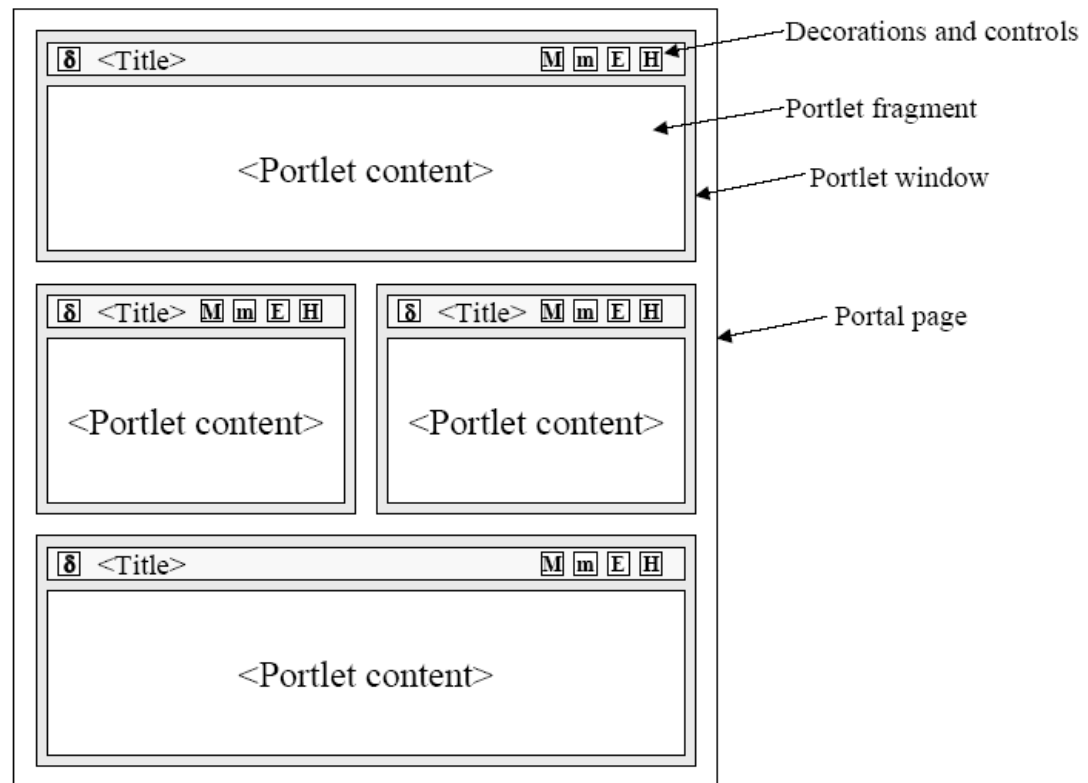 δ <Title> M m E H
Decorations and controls
Portlet fragment
<Portlet content>
Portlet window
δ <Title> M m E H
δ <Title> M m E H
Portal page
<Portlet content>
<Portlet content>
δ <Title> M m E H
<Portlet content>